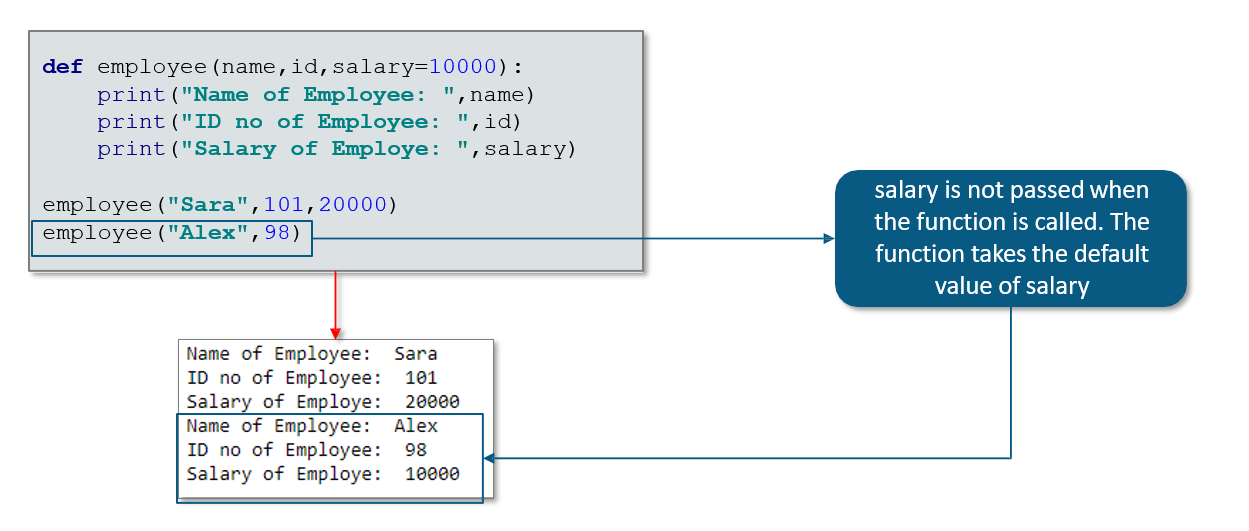 def employee(name,id,salary=10000):
print("Name of Employee: ",name)
print("ID no of Employee: ",id)
print("Salary of Employe: ",salary)
employee("Sara",101,20000)
employee("Alex",98)
salary is not passed when
the function is called. The
function takes the default
value of salary
Name of Employee:  Sara
ID no of Employee:  101
Salary of Employe:  20000
Name of Employee:  Alex
ID no of Employee:  98
Salary of Employe:  10000